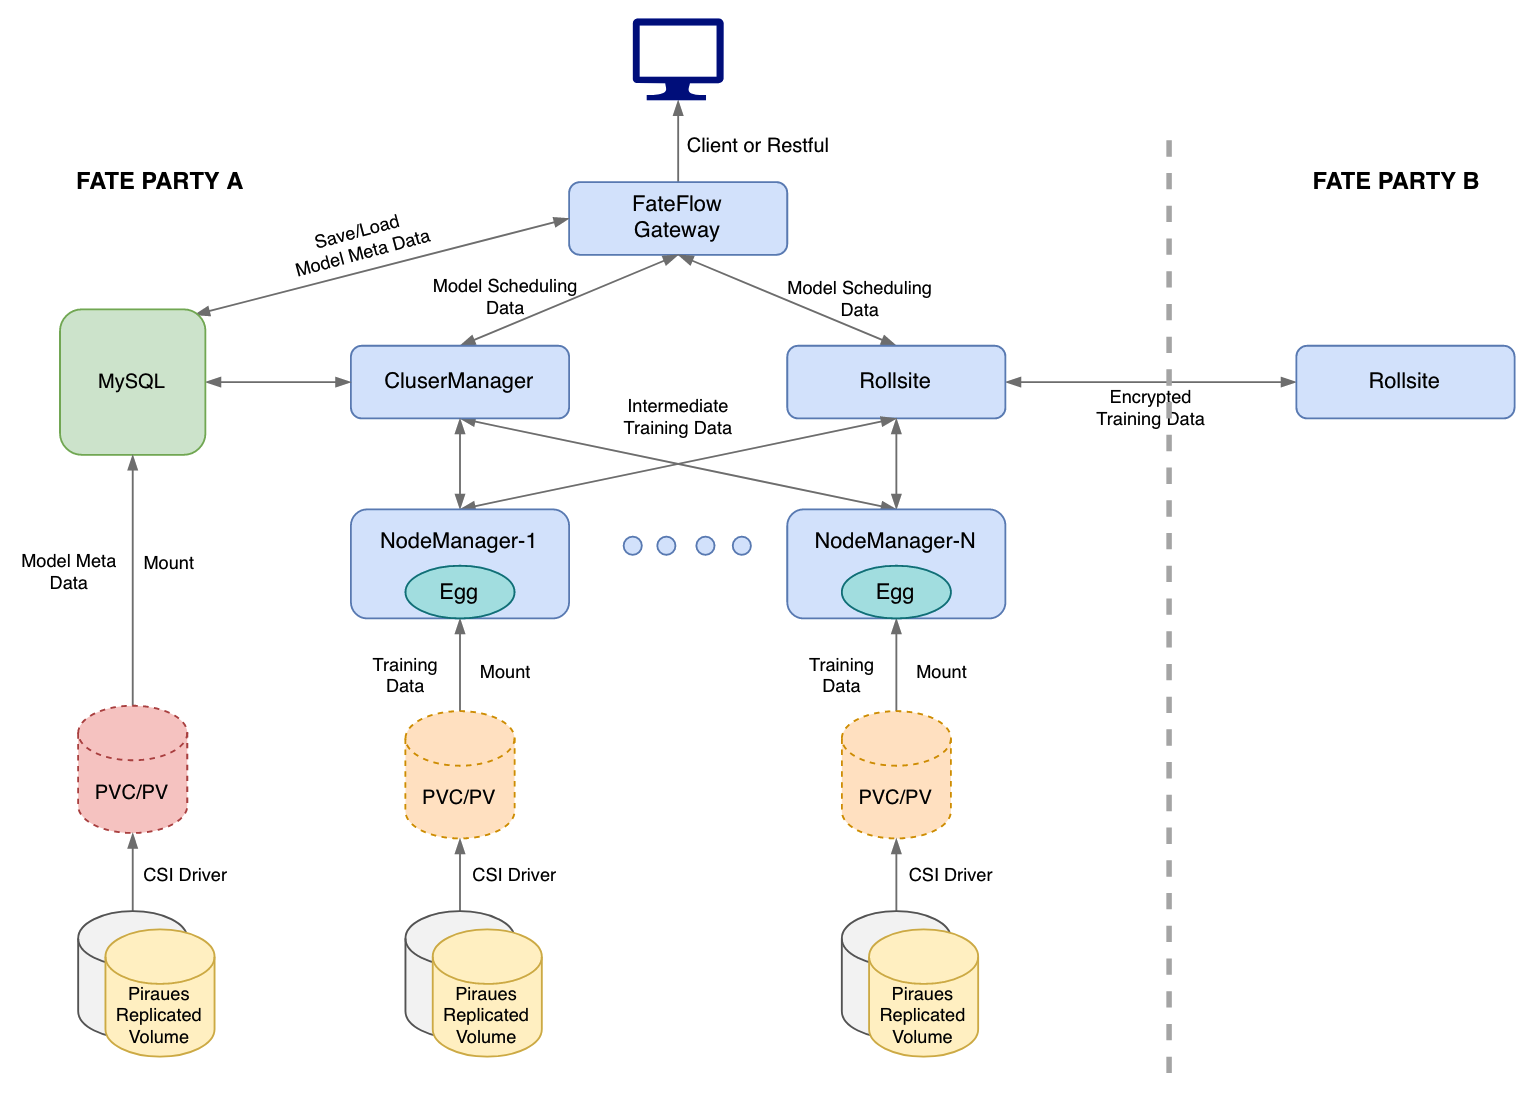 Client or Restful
FATE PARTY A
FATE PARTY B
FateFlow
Gateway
Save/Load
Model Meta Data
Model Scheduling
Data
Model Scheduling
Data
MySQL
CluserManager
Rollsite
Rollsite
Intermediate
Training Data
Encrypted
Training Data
NodeManager-1
Egg
NodeManager-N
Egg
Model Meta
Data
Mount
Training
Data
Mount
Training
Data
Mount
PVC/PV
PVC/PV
PVC/PV
CSI Driver
CSI Driver
CSI Driver
Piraues
Replicated
Volume
Piraues
Replicated
Volume
Piraues
Replicated
Volume